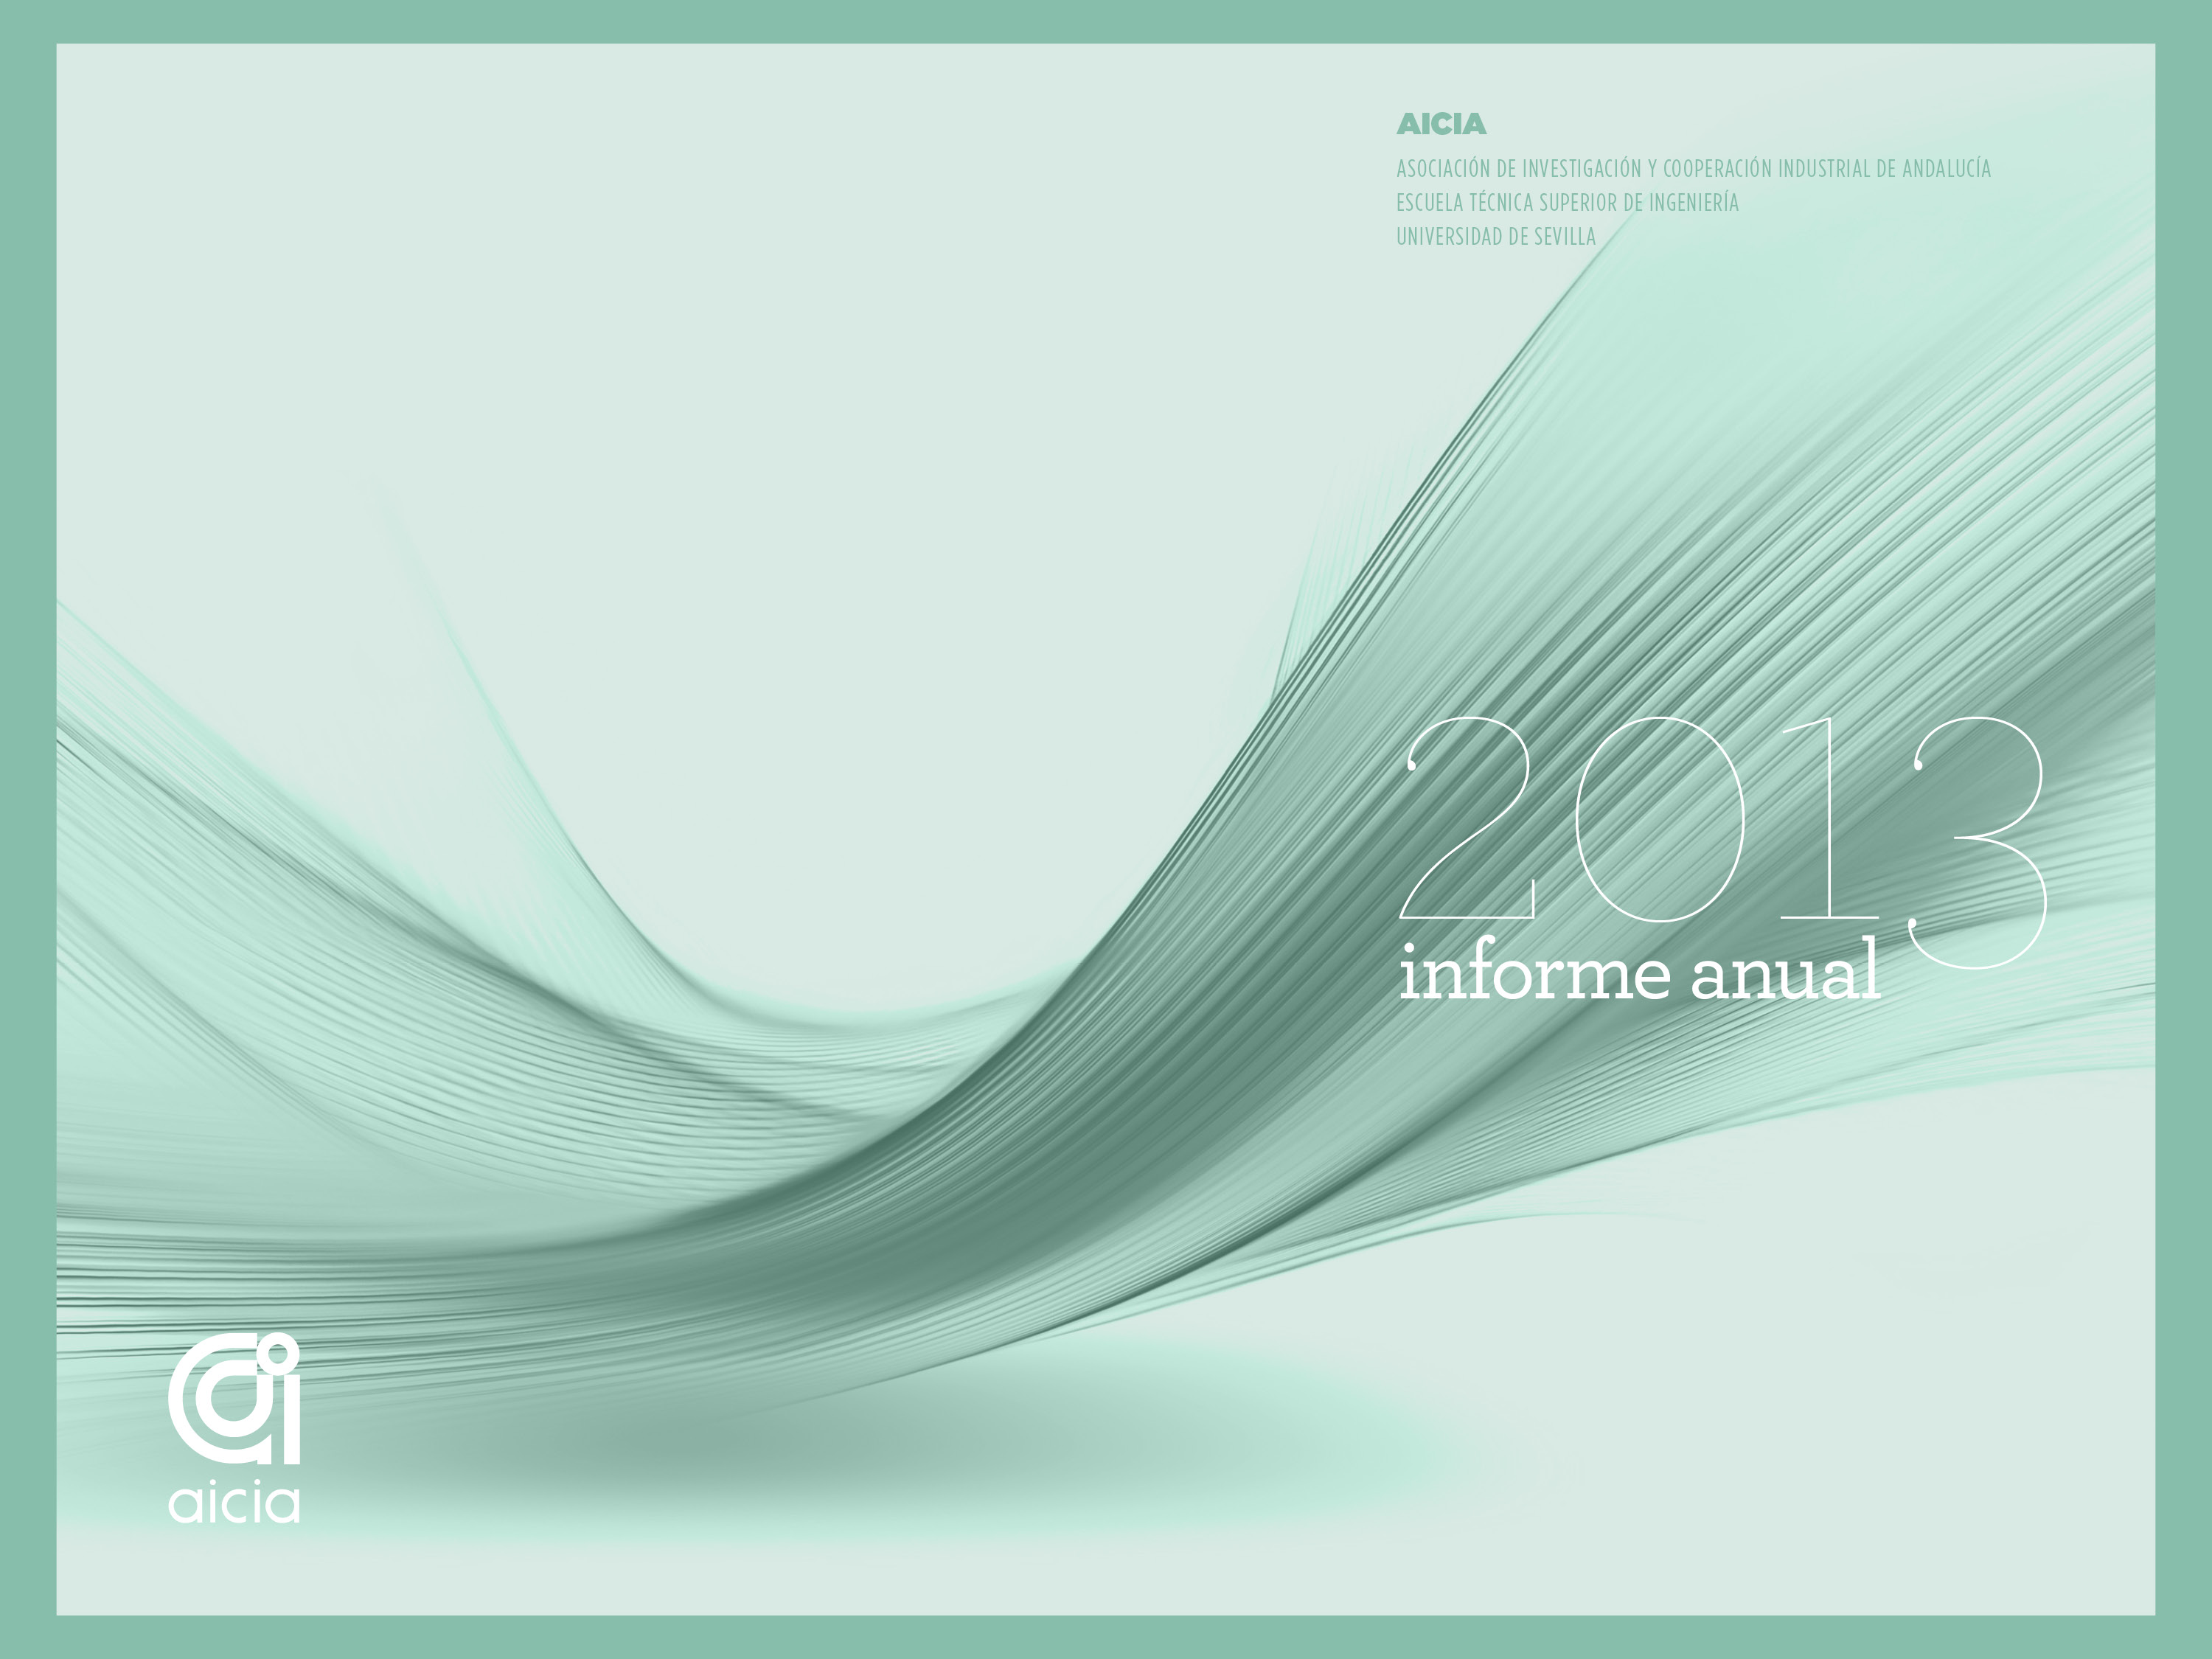 AICIA
ASOCIACIÓN DE INVESTIGACIÓN Y COOPERACIÓN INDUSTRIAL DE ANDALUCÍA
ESCUELA TÉCNICA SUPERIOR DE INGENIERÍA
UNIVERSIDAD DE SEVILLA
2013
informe anual
ai
aicia